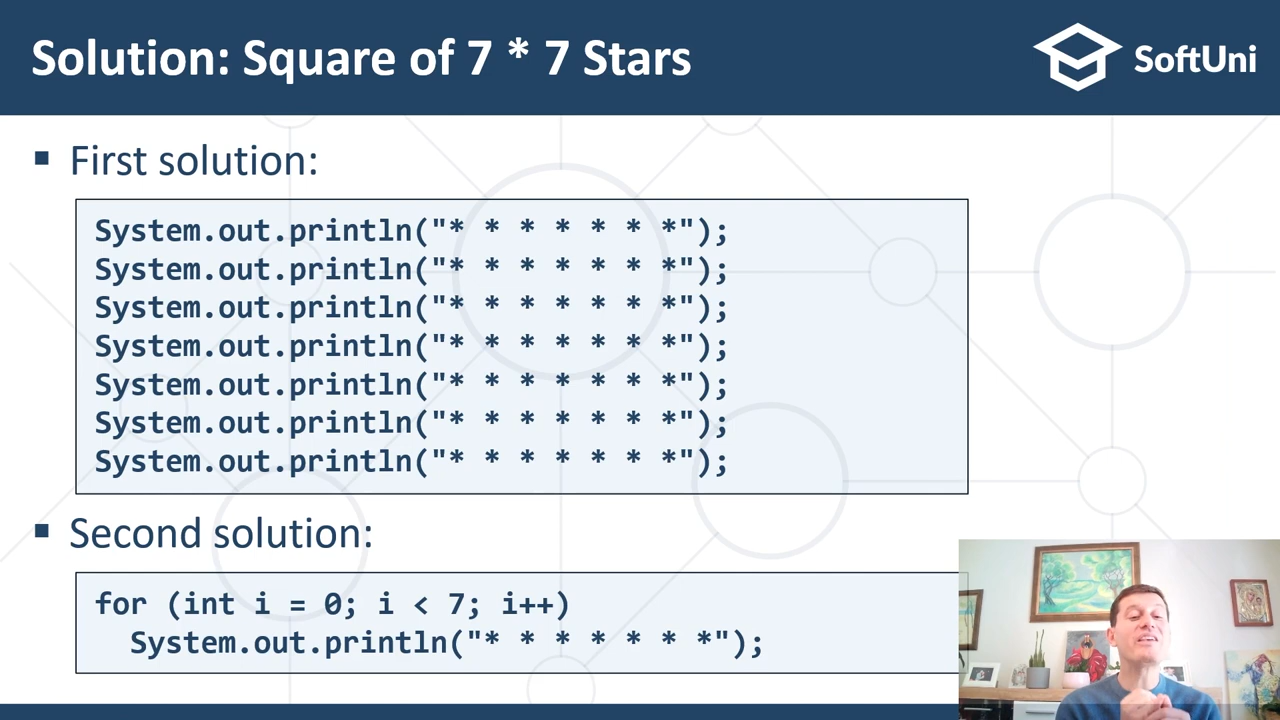 Solution: Square of 7 * 7 Stars
SoftUni
▪ First solution:
System.out.println("* * * * * * *");
System.out.println("* * * * * * *");
System.out.println("* * * * * * *");
System.out.println("* * * * * * *");
System.out.println("* * * * * * *");
System.out.println("* * * * * * *");
System.out.println("* * * * * * *");
▪ Second solution:
for (int i = 0; i < 7; i++)
  System.out.println("* * * * * * *");